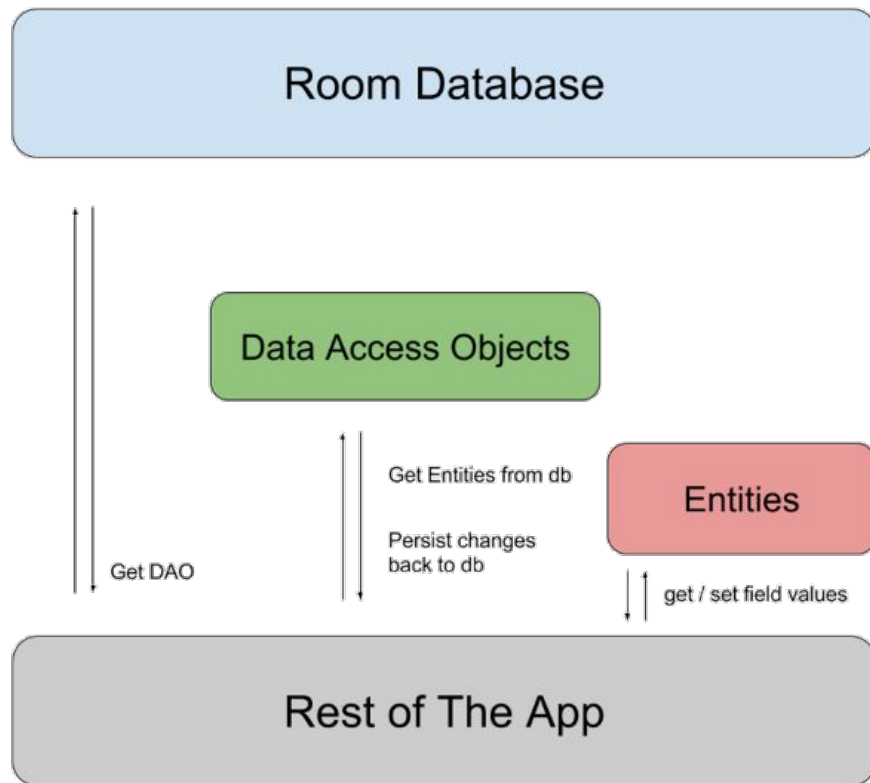 Room Database
Data Access Objects
Get Entities from db
Persist changes
back to db
Entities
Get DAO
get / set field values
Rest of The App